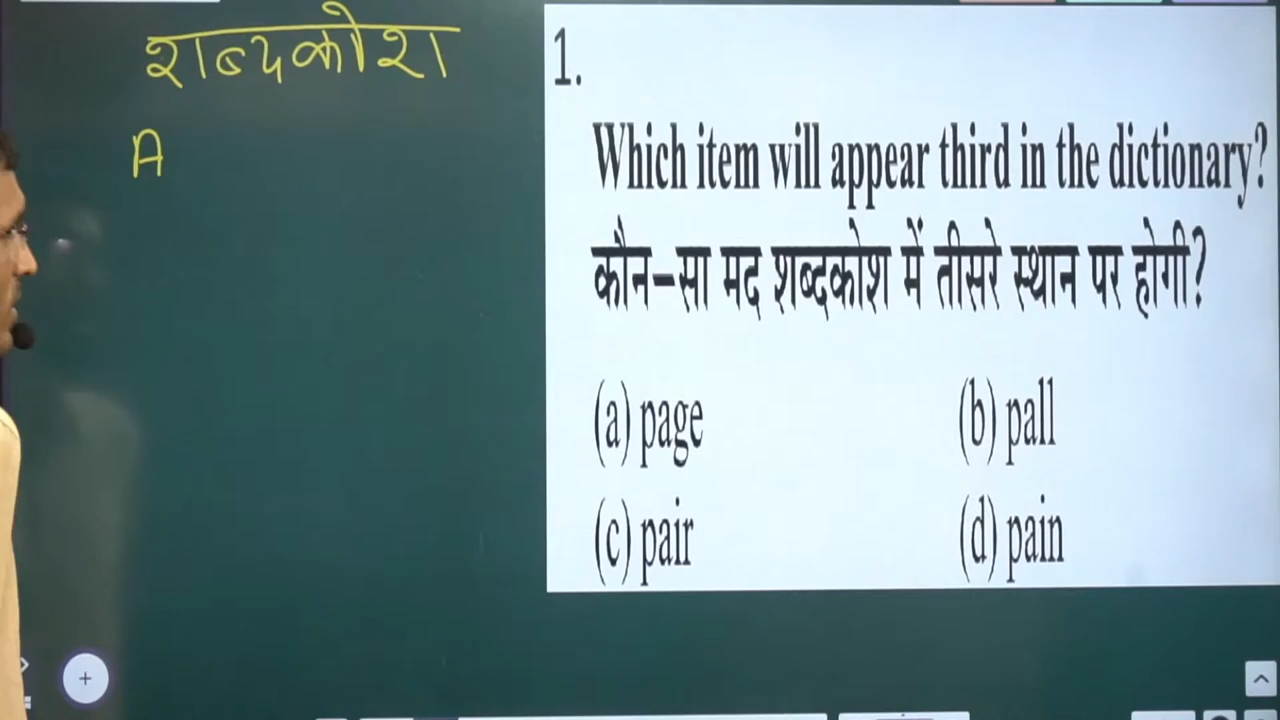 शब्दकोश
A
1.
Which item will appear third in the dictionary?
कौन–सा मद शब्दकोश में तीसरे स्थान पर होगी?
(a) page (b) pall
(c) pair (d) pain